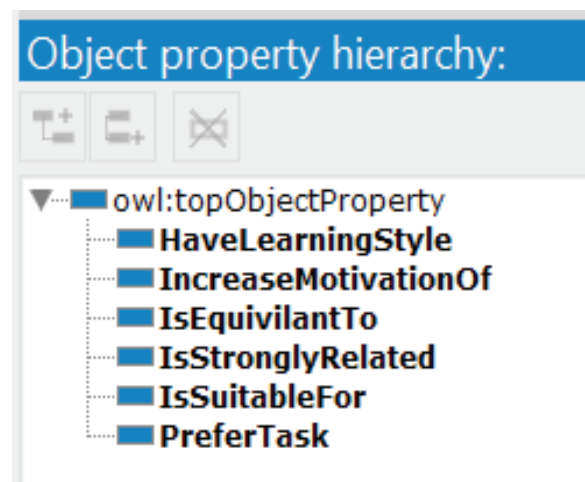 Object property hierarchy:
owl:topObjectProperty
HaveLearningStyle
IncreaseMotivationOf
IsEquivilantTo
IsStronglyRelated
IsSuitableFor
PreferTask